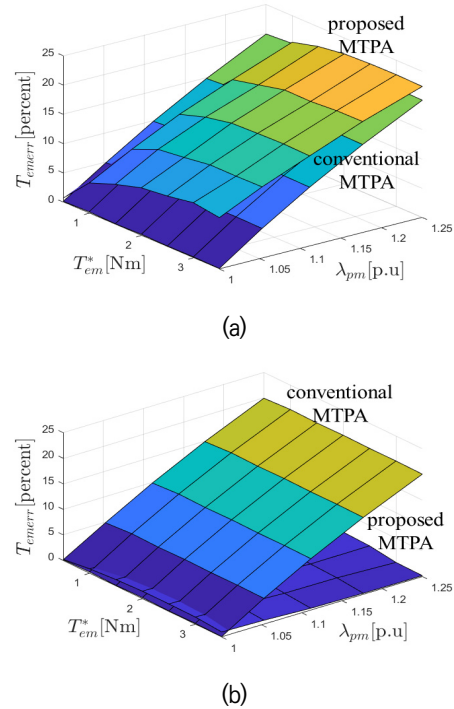 proposed
MTPA
25
20
15
10
5
0
T_emerr[percent]
conventional
MTPA
1
2
3
T*_em[Nm]
1
1.05
1.1
1.15
1.2
1.25
λ_pm[p.u]
(a)
conventional
MTPA
25
20
15
10
5
0
T_emerr[percent]
proposed
MTPA
1
2
3
T*_em[Nm]
1
1.05
1.1
1.15
1.2
1.25
λ_pm[p.u]
(b)